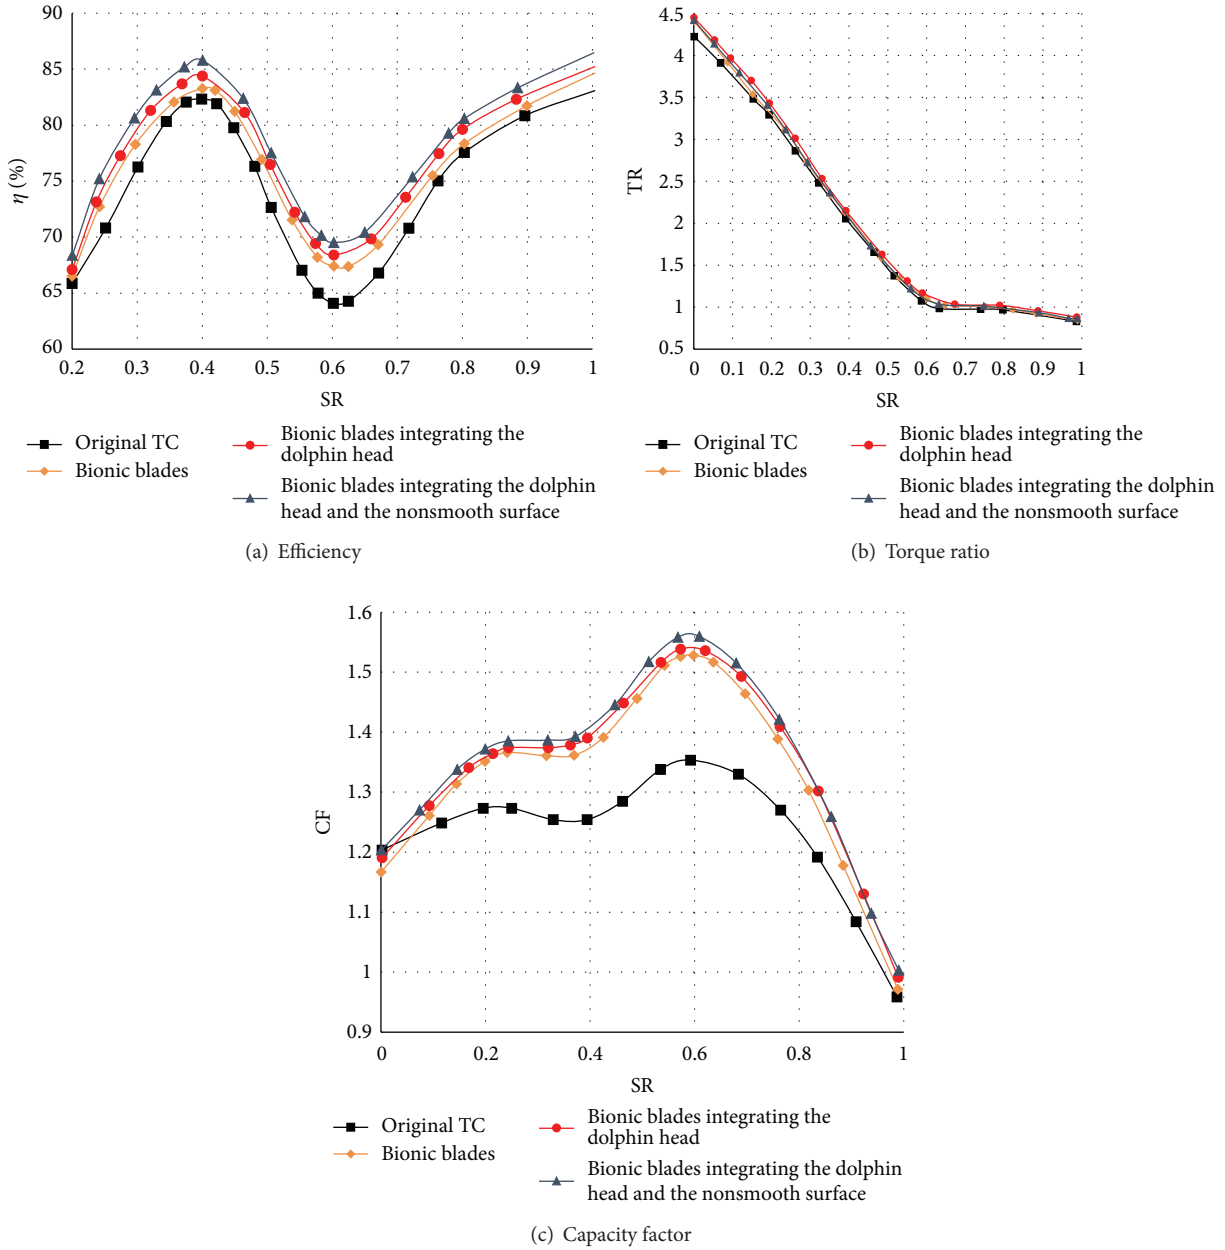 90
85
80
75
70
65
60
η (%)
0.2 0.3 0.4 0.5 0.6 0.7 0.8 0.9 1
SR
Original TC
Bionic blades
Bionic blades integrating the
dolphin head
Bionic blades integrating the dolphin
head and the nonsmooth surface
(a) Efficiency
4.5
4
3.5
3
2.5
2
1.5
1
0.5
TR
0 0.1 0.2 0.3 0.4 0.5 0.6 0.7 0.8 0.9 1
SR
Original TC
Bionic blades
Bionic blades integrating the
dolphin head
Bionic blades integrating the dolphin
head and the nonsmooth surface
(b) Torque ratio
1.6
1.5
1.4
1.3
1.2
1.1
1
0.9
CF
0 0.2 0.4 0.6 0.8 1
SR
Original TC
Bionic blades
Bionic blades integrating the
dolphin head
Bionic blades integrating the dolphin
head and the nonsmooth surface
(c) Capacity factor